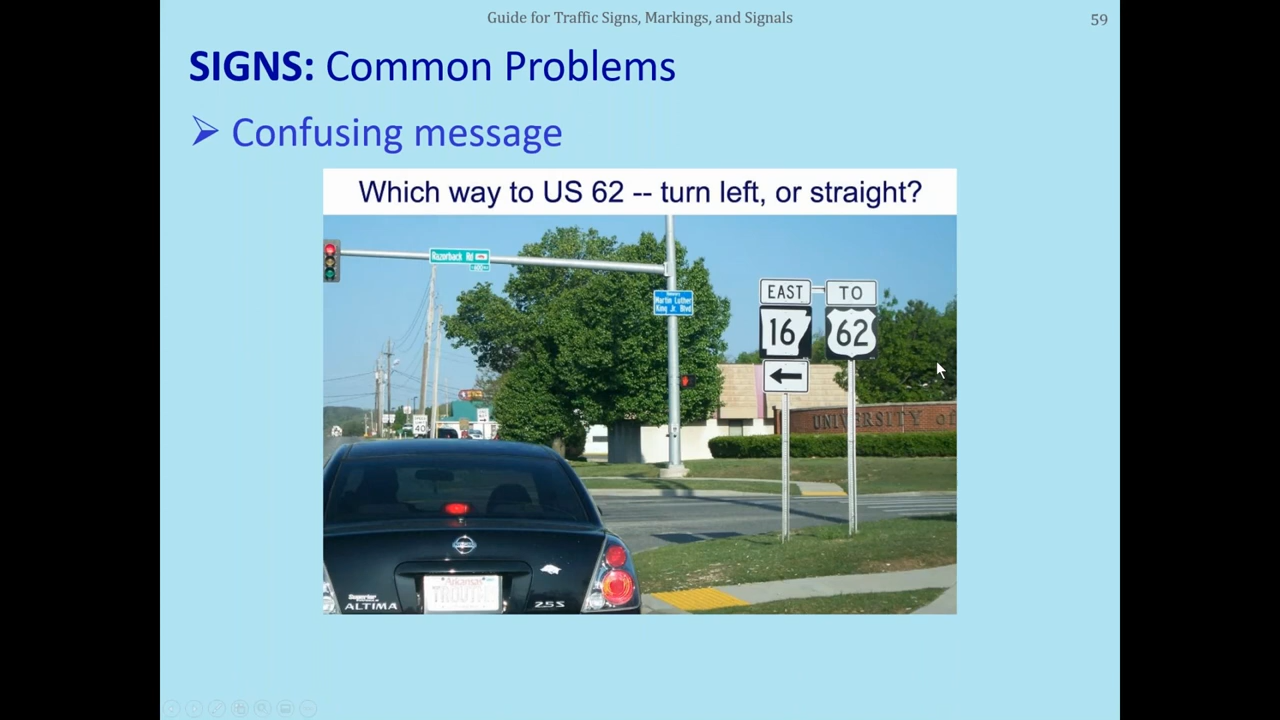 Guide for Traffic Signs, Markings, and Signals
59
SIGNS: Common Problems
Confusing message
Which way to US 62 -- turn left, or straight?
Razorback Rd
Martin Luther
King Jr. Blvd
EAST
TO
16
62
40
UNIVERSITY of
Superior
ALTIMA
2.5 S